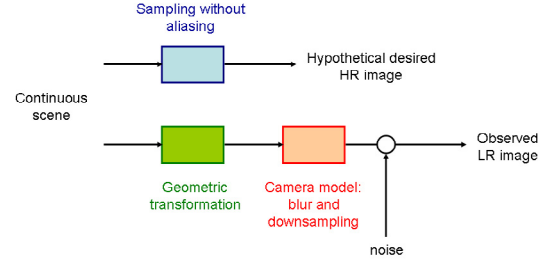 Sampling without
aliasing
Hypothetical desired
HR image
Continuous
scene
Observed
LR image
Geometric
transformation
Camera model:
blur and
downsampling
noise